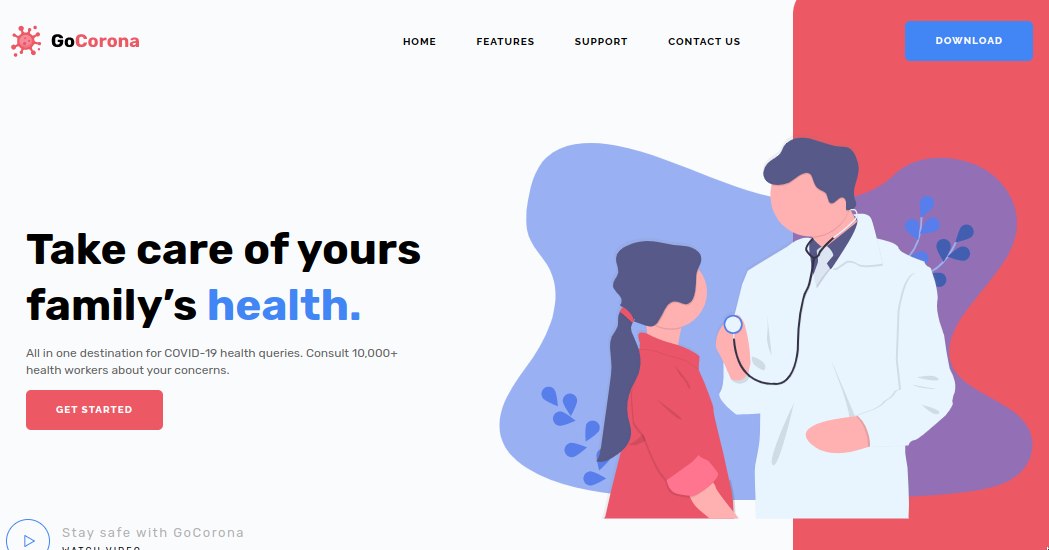 GoCorona
HOME
FEATURES
SUPPORT
CONTACT US
DOWNLOAD
Take care of yours
family's health.
All in one destination for COVID-19 health queries. Consult 10,000+
health workers about your concerns.
GET STARTED
Stay safe with GoCorona
WATCH VIDEO